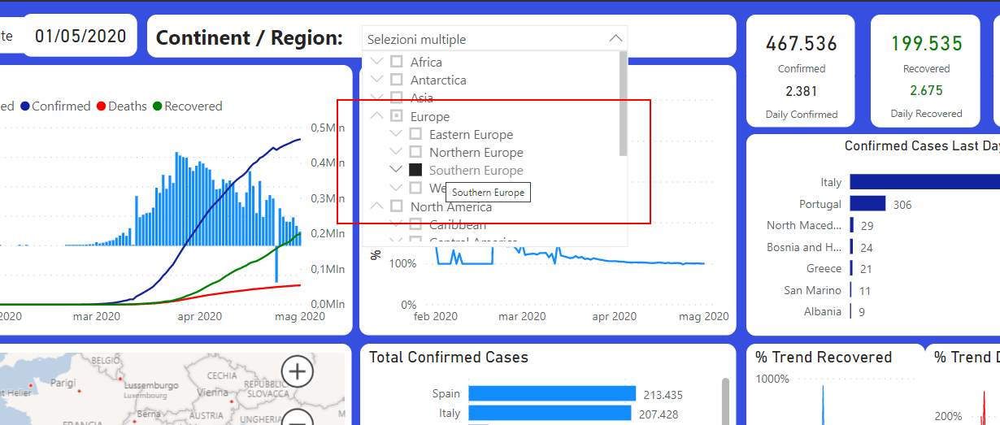 te 01/05/2020
Continent / Region:
Selezioni multiple
Africa
Antarctica
Asia
Europe
Eastern Europe
Northern Europe
Southern Europe
We
Southern Europe
North America
Caribbean
Central America
467.536
Confirmed
2.381
Daily Confirmed
199.535
Recovered
2.675
Daily Recovered
ed Confirmed Deaths Recovered
0,5Mln
0,4Mln
0,3Mln
0,2Mln
0,1Mln
0,0Mln
2020 mar 2020 apr 2020 mag 2020
%
100%
0%
feb 2020 mar 2020 apr 2020 mag 2020
Confirmed Cases Last Day
Italy
Portugal 306
North Maced... 29
Bosnia and H... 24
Greece 21
San Marino 11
Albania 9
BELGIO
Parigi
Lussemburgo
Luxembourg
CECHIA
REPUBBLIC
SLOVACCA
Vienna
nt Helier
Berna
AUSTRIA
UNGHERIA
FRANCIA
Total Confirmed Cases
Spain 213.435
Italy 207.428
% Trend Recovered
1000%
% Trend D
200%